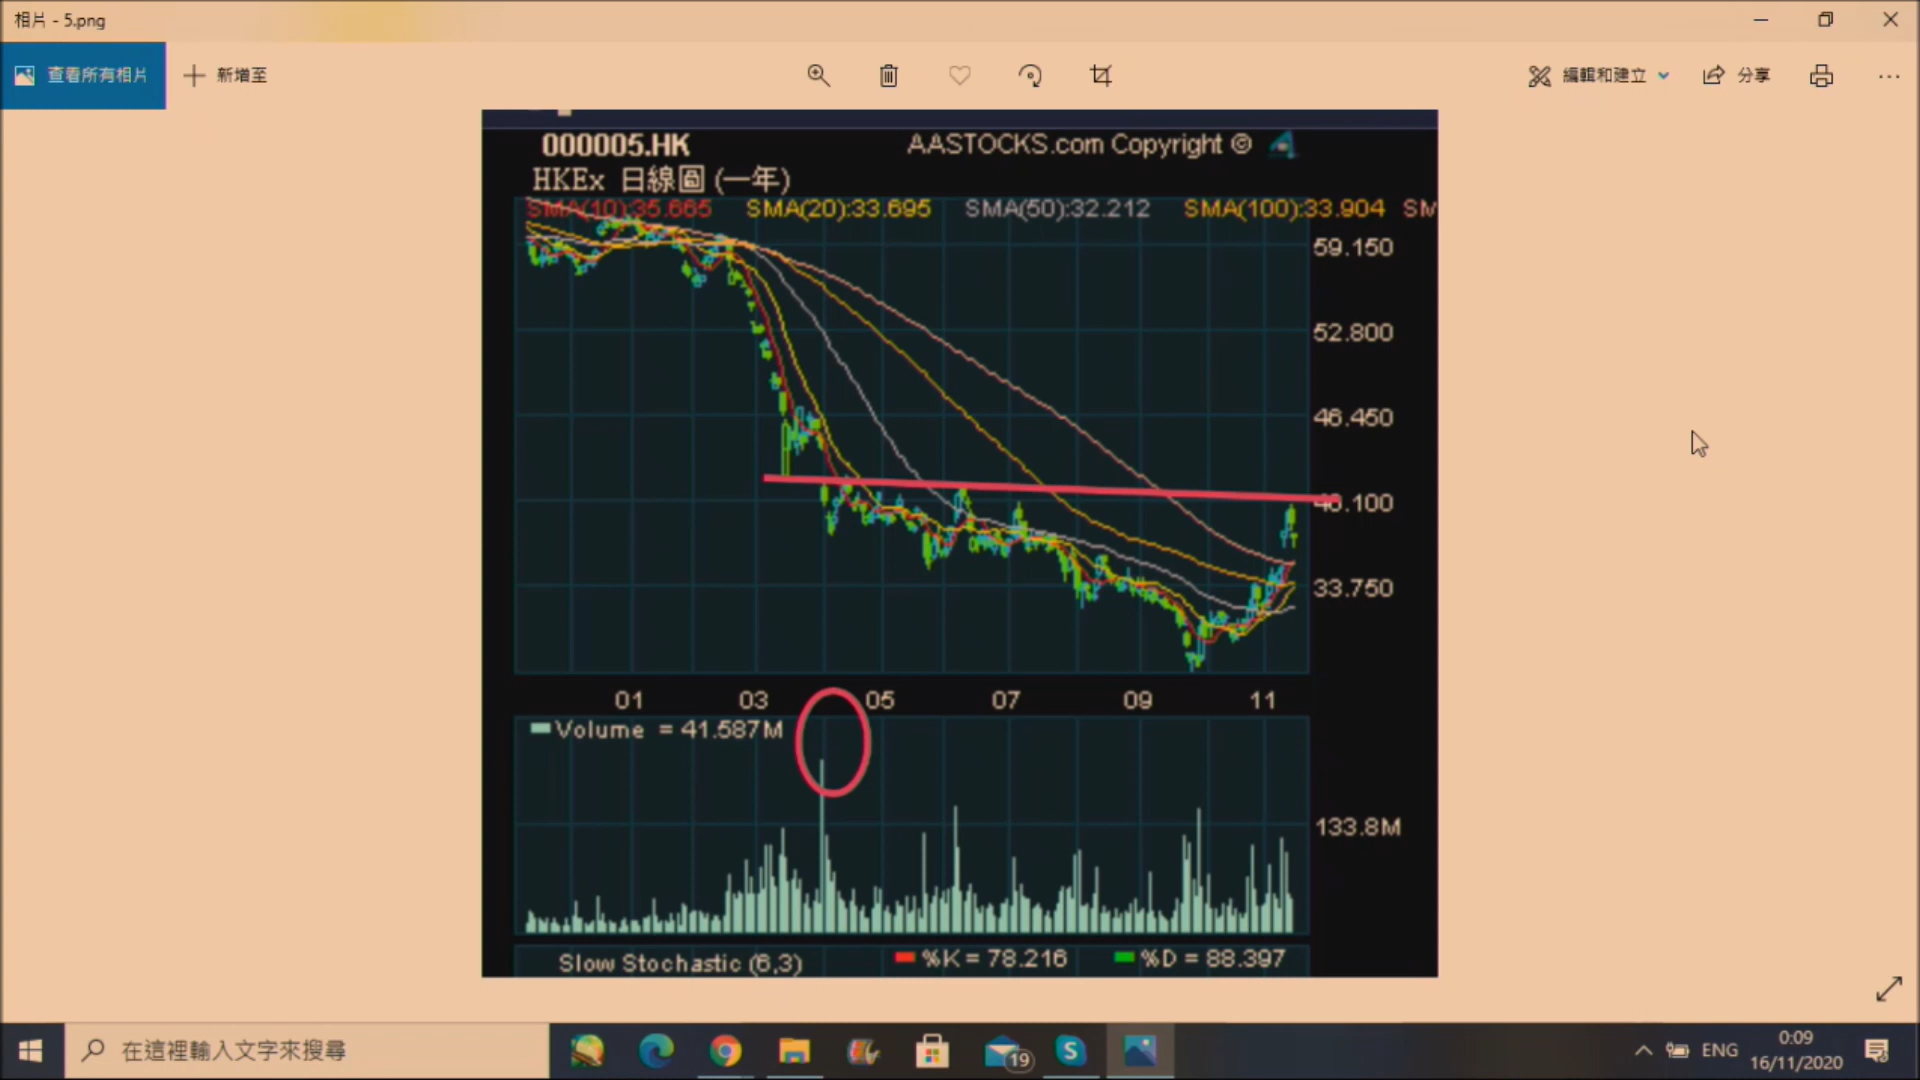 相片 - 5.png
查看所有相片
新增至
編輯和建立
分享
000005.HK
AASTOCKS.com Copyright ©
HKEx 日線圖 (一年)
SMA(10):35.665 SMA(20):33.695 SMA(50):32.212 SMA(100):33.904 SM
59.150
52.800
46.450
40.100
33.750
01 03 05 07 09 11
Volume = 41.587M
133.8M
Slow Stochastic (6,3) %K = 78.216 %D = 88.397
在這裡輸入文字來搜尋
19
ENG
0:09
16/11/2020